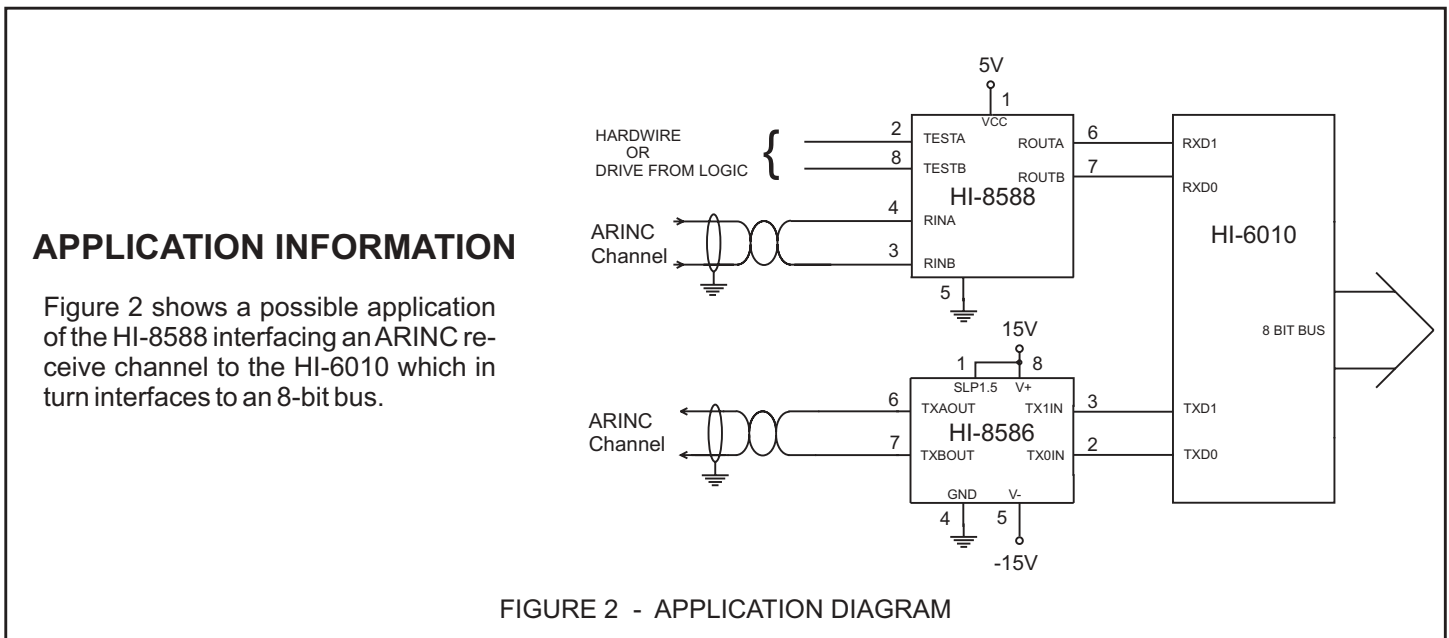 APPLICATION INFORMATION
Figure 2 shows a possible application
of the HI-8588 interfacing an ARINC re-
ceive channel to the HI-6010 which in
turn interfaces to an 8-bit bus.
5V
1
VCC
HARDWIRE
OR
DRIVE FROM LOGIC
{
2
TESTA
8
TESTB
ROUTA
6
ROUTB
7
HI-8588
ARINC
Channel
4
RINA
3
RINB
5
RXD1
RXD0
HI-6010
8 BIT BUS
15V
1
8
SLP1.5
V+
ARINC
Channel
6
TXAOUT
TX1IN
3
TXD1
HI-8586
7
TXBOUT
TX0IN
2
TXD0
GND
V-
4
5
-15V
FIGURE 2 - APPLICATION DIAGRAM